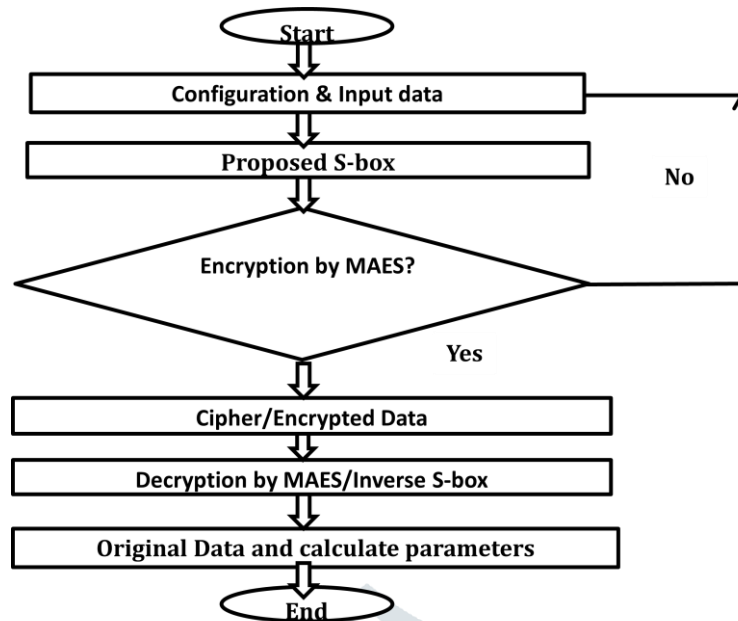 Start
Configuration & Input data
Proposed S-box
No
Encryption by MAES?
Yes
Cipher/Encrypted Data
Decryption by MAES/Inverse S-box
Original Data and calculate parameters
End